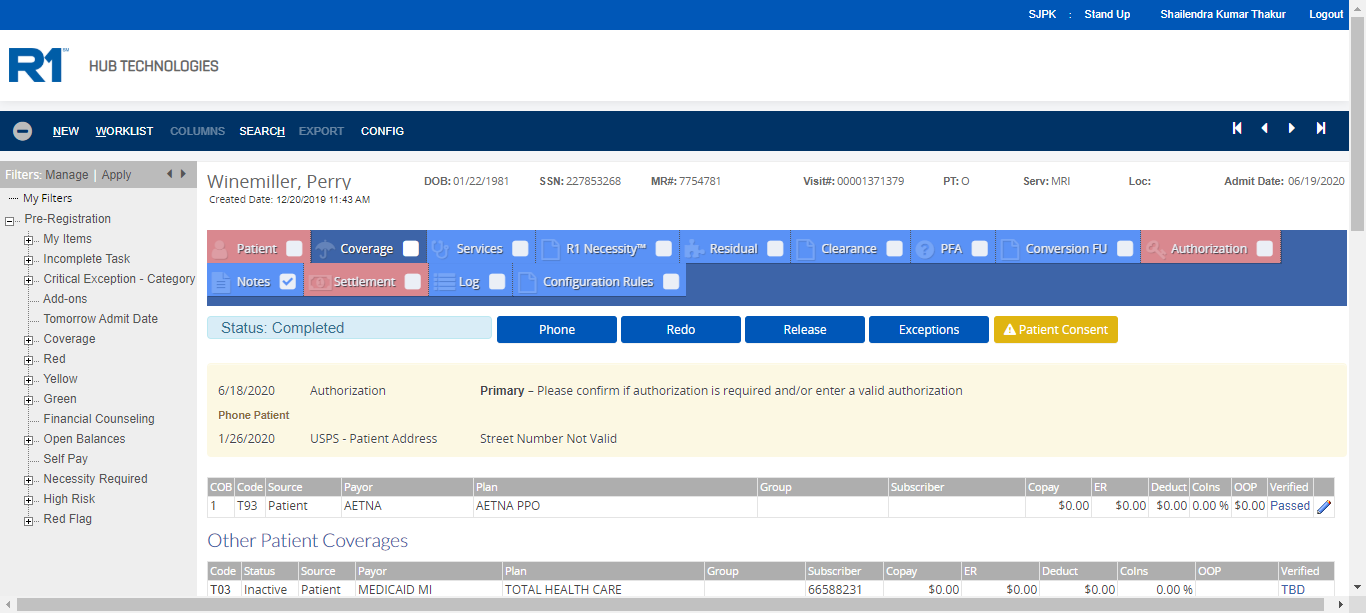 SJPK : Stand Up Shailendra Kumar Thakur Logout
R1 HUB TECHNOLOGIES
NEW WORKLIST COLUMNS SEARCH EXPORT CONFIG
Filters: Manage | Apply
My Filters
Pre-Registration
My Items
Incomplete Task
Critical Exception - Category
Add-ons
Tomorrow Admit Date
Coverage
Red
Yellow
Green
Financial Counseling
Open Balances
Self Pay
Necessity Required
High Risk
Red Flag
Winemiller, Perry DOB: 01/22/1981 SSN: 227853268 MR#: 7754781 Visit#: 00001371379 PT: O Serv: MRI Loc: Admit Date: 06/19/2020
Created Date: 12/20/2019 11:43 AM
Patient Coverage Services R1 Necessity™ Residual Clearance PFA Conversion FU Authorization
Notes Settlement Log Configuration Rules
Status: Completed Phone Redo Release Exceptions Patient Consent
6/18/2020 Authorization Primary – Please confirm if authorization is required and/or enter a valid authorization
Phone Patient
1/26/2020 USPS - Patient Address Street Number Not Valid
COB Code Source Payor Plan Group Subscriber Copay ER Deduct CoIns OOP Verified
1 T93 Patient AETNA AETNA PPO $0.00 $0.00 $0.00 0.00 % $0.00 Passed
Other Patient Coverages
Code Status Source Payor Plan Group Subscriber Copay ER Deduct CoIns OOP Verified
T03 Inactive Patient MEDICAID MI TOTAL HEALTH CARE 66588231 $0.00 $0.00 $0.00 0.00 % TBD